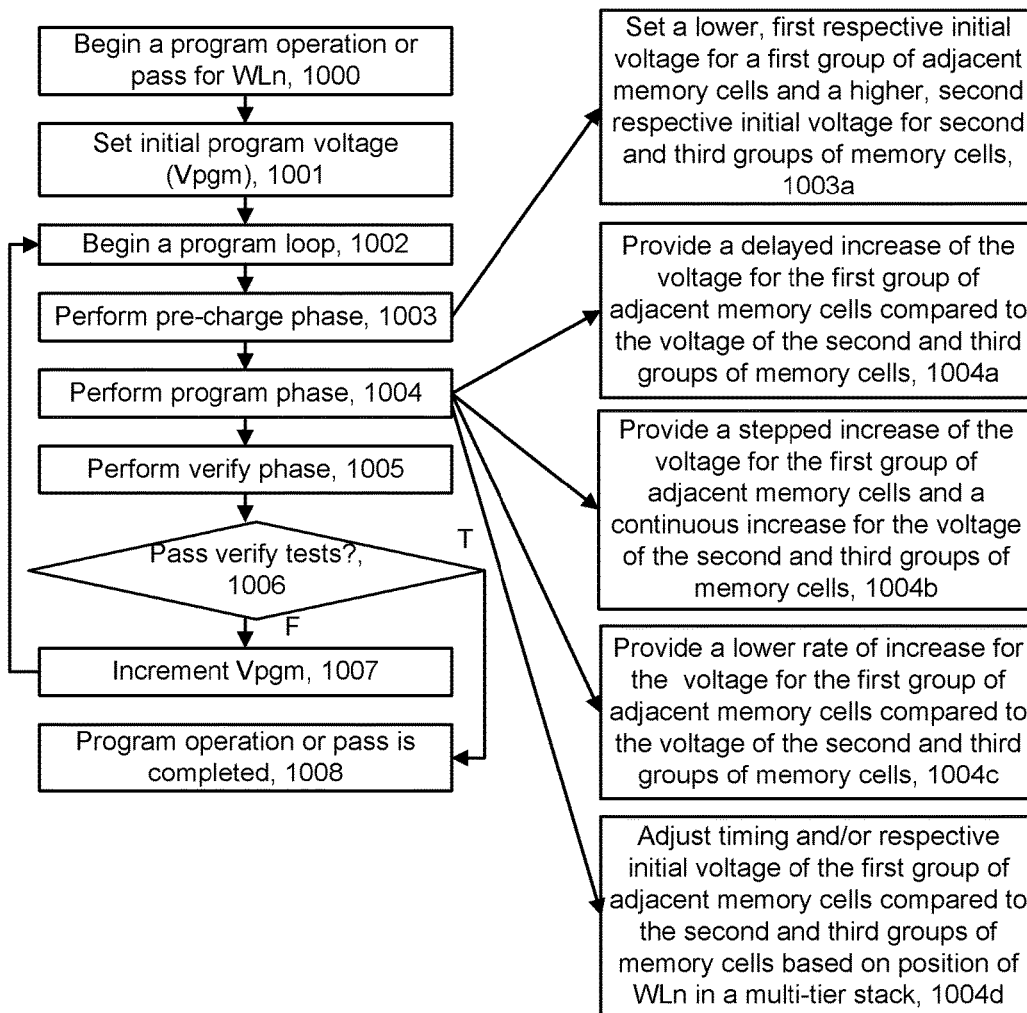 Begin a program operation or
pass for WLn, 1000
Set initial program voltage
(Vpgm), 1001
Begin a program loop, 1002
Perform pre-charge phase, 1003
Perform program phase, 1004
Perform verify phase, 1005
Pass verify tests?,
1006
T
F
Increment Vpgm, 1007
Program operation or pass is
completed, 1008
Set a lower, first respective initial
voltage for a first group of adjacent
memory cells and a higher, second
respective initial voltage for second
and third groups of memory cells,
1003a
Provide a delayed increase of the
voltage for the first group of
adjacent memory cells compared to
the voltage of the second and third
groups of memory cells, 1004a
Provide a stepped increase of the
voltage for the first group of
adjacent memory cells and a
continuous increase for the voltage
of the second and third groups of
memory cells, 1004b
Provide a lower rate of increase for
the voltage for the first group of
adjacent memory cells compared to
the voltage of the second and third
groups of memory cells, 1004c
Adjust timing and/or respective
initial voltage of the first group of
adjacent memory cells compared to
the second and third groups of
memory cells based on position of
WLn in a multi-tier stack, 1004d